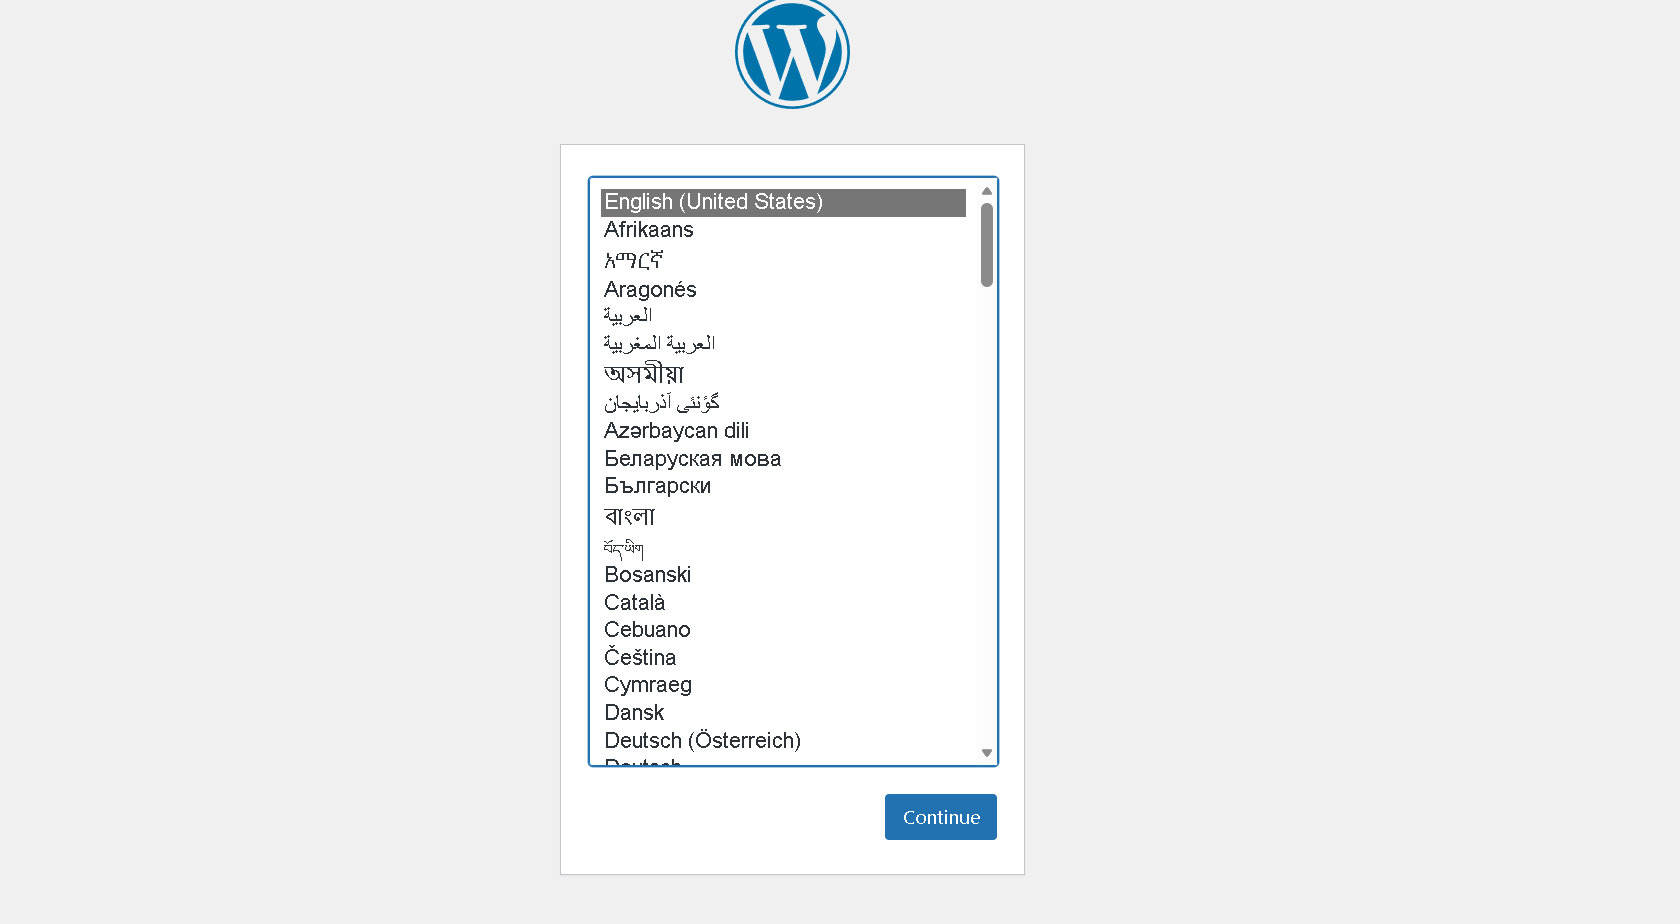 English (United States)
Afrikaans
አማርኛ
Aragonés
العربية
العربية المغربية
অসমীয়া
گؤنئی آذربایجان
Azərbaycan dili
Беларуская мова
Български
বাংলা
བོད་ཡིག
Bosanski
Català
Cebuano
Čeština
Cymraeg
Dansk
Deutsch (Österreich)
Deutsch
Continue